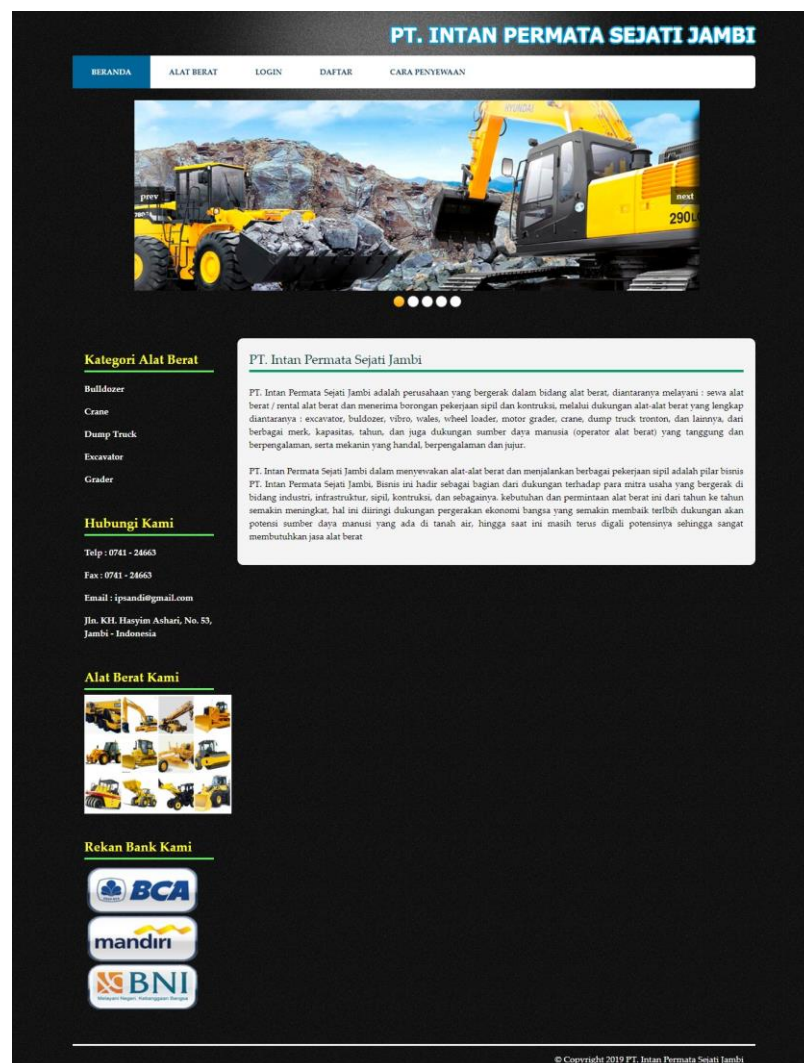 PT. INTAN PERMATA SEJATI JAMBI
BERANDA ALAT BERAT LOGIN DAFTAR CARA PENYEWAAN
HYUNDAI
prev
next
290LC
Kategori Alat Berat
Bulldozer
Crane
Dump Truck
Excavator
Grader
Hubungi Kami
Telp : 0741 - 24663
Fax : 0741 - 24663
Email : ipsandi@gmail.com
Jln. KH. Hasyim Ashari, No. 53,
Jambi - Indonesia
Alat Berat Kami
Rekan Bank Kami
BCA
mandiri
BNI
Melayani Negeri, Kebanggaan Bangsa
PT. Intan Permata Sejati Jambi
PT. Intan Permata Sejati Jambi adalah perusahaan yang bergerak dalam bidang alat berat, diantaranya melayani : sewa alat
berat / rental alat berat dan menerima borongan pekerjaan sipil dan kontruksi, melalui dukungan alat-alat berat yang lengkap
diantaranya : excavator, buldozer, vibro, wales, wheel loader, motor grader, crane, dump truck tronton, dan lainnya, dari
berbagai merk, kapasitas, tahun, dan juga dukungan sumber daya manusia (operator alat berat) yang tanggung dan
berpengalaman, serta mekanin yang handal, berpengalaman dan jujur.
PT. Intan Permata Sejati Jambi dalam menyewakan alat-alat berat dan menjalankan berbagai pekerjaan sipil adalah pilar bisnis
PT. Intan Permata Sejati Jambi, Bisnis ini hadir sebagai bagian dari dukungan terhadap para mitra usaha yang bergerak di
bidang industri, infrastruktur, sipil, kontruksi, dan sebagainya. kebutuhan dan permintaan alat berat ini dari tahun ke tahun
semakin meningkat, hal ini diiringi dukungan pergerakan ekonomi bangsa yang semakin membaik terlbih dukungan akan
potensi sumber daya manusi yang ada di tanah air, hingga saat ini masih terus digali potensinya sehingga sangat
membutuhkan jasa alat berat
© Copyright 2019 PT. Intan Permata Sejati Jambi